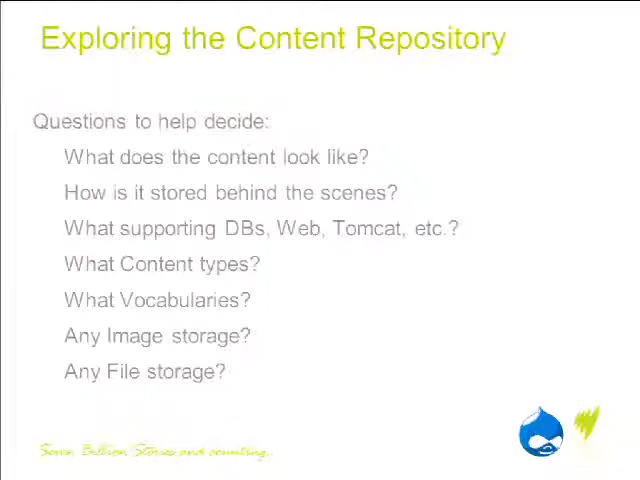 Exploring the Content Repository
Questions to help decide:
What does the content look like?
How is it stored behind the scenes?
What supporting DBs, Web, Tomcat, etc.?
What Content types?
What Vocabularies?
Any Image storage?
Any File storage?
Seven Billion Stories and counting...